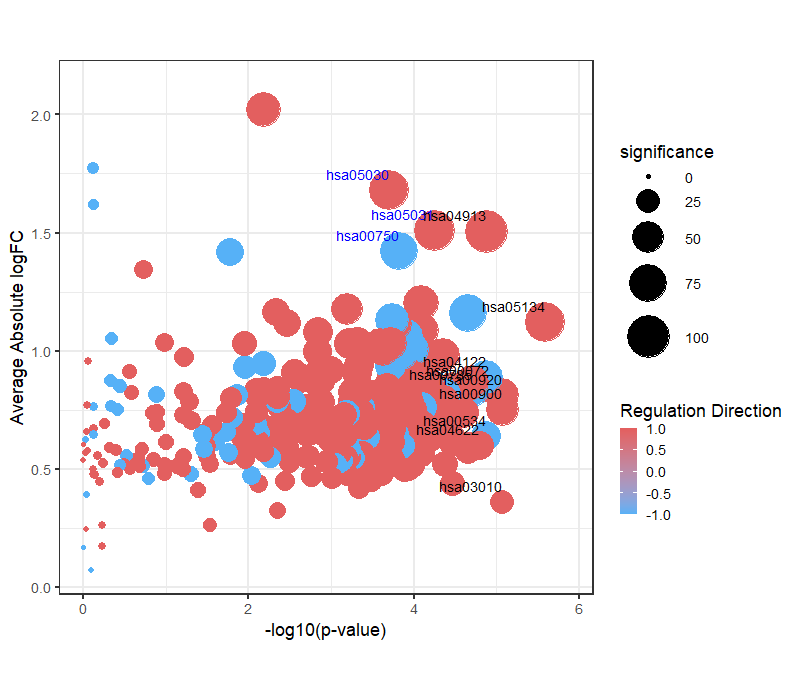 significance
0
25
50
75
100
Regulation Direction
1.0
0.5
0.0
-0.5
-1.0
Average Absolute logFC
2.0
1.5
1.0
0.5
0.0
hsa05030
hsa04913
hsa00750
hsa05134
hsa04122
hsa00920
hsa00900
hsa00534
hsa04622
hsa03010
0
2
4
6
-log10(p-value)